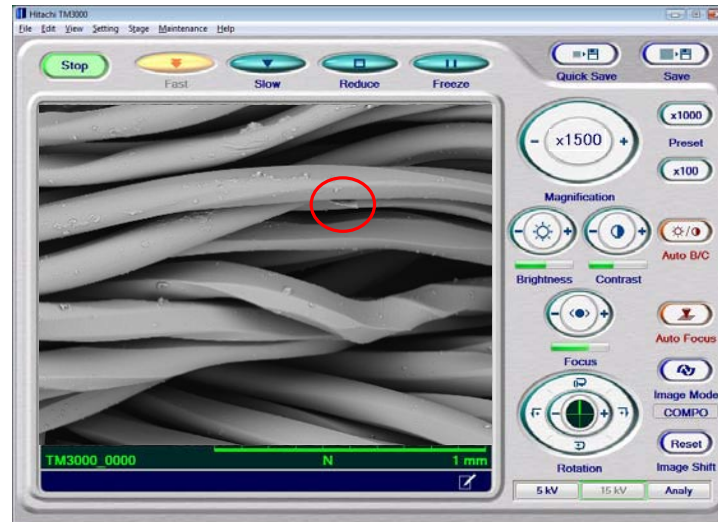 Hitachi TM3000
File Edit View Setting Stage Maintenance Help
Stop
Fast Slow Reduce Freeze
Quick Save Save
x1000
Preset
x100
- x1500 +
Magnification
Auto B/C
Brightness Contrast
Auto Focus
Focus
Image Mode
COMPO
Reset
Rotation Image Shift
TM3000_0000 N 1 mm
5 kV 15 kV Analy